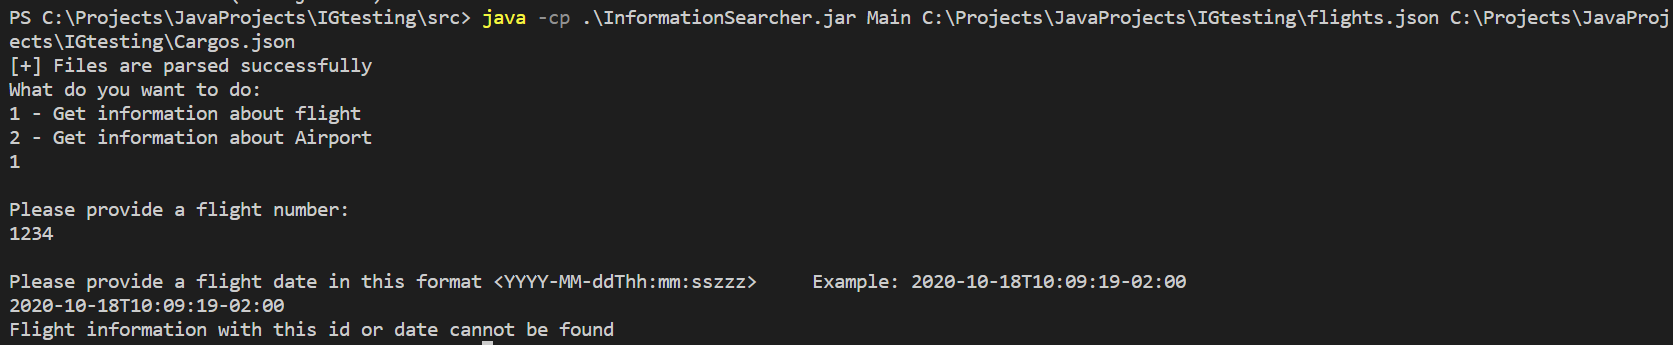 PS C:\Projects\JavaProjects\IGtesting\src> java -cp .\InformationSearcher.jar Main C:\Projects\JavaProjects\IGtesting\flights.json C:\Projects\JavaProj
ects\IGtesting\Cargos.json
[+] Files are parsed successfully
What do you want to do:
1 - Get information about flight
2 - Get information about Airport
1
Please provide a flight number:
1234
Please provide a flight date in this format <YYYY-MM-ddThh:mm:sszzz>     Example: 2020-10-18T10:09:19-02:00
2020-10-18T10:09:19-02:00
Flight information with this id or date cannot be found